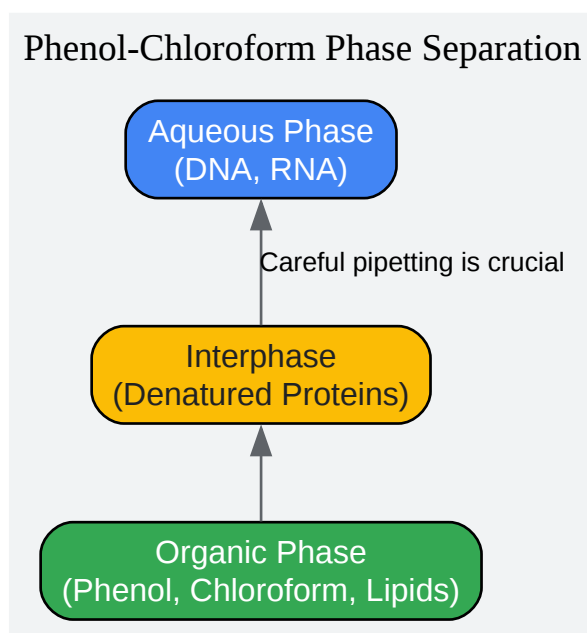 Phenol-Chloroform Phase Separation
Aqueous Phase
(DNA, RNA)
Careful pipetting is crucial
Interphase
(Denatured Proteins)
Organic Phase
(Phenol, Chloroform, Lipids)